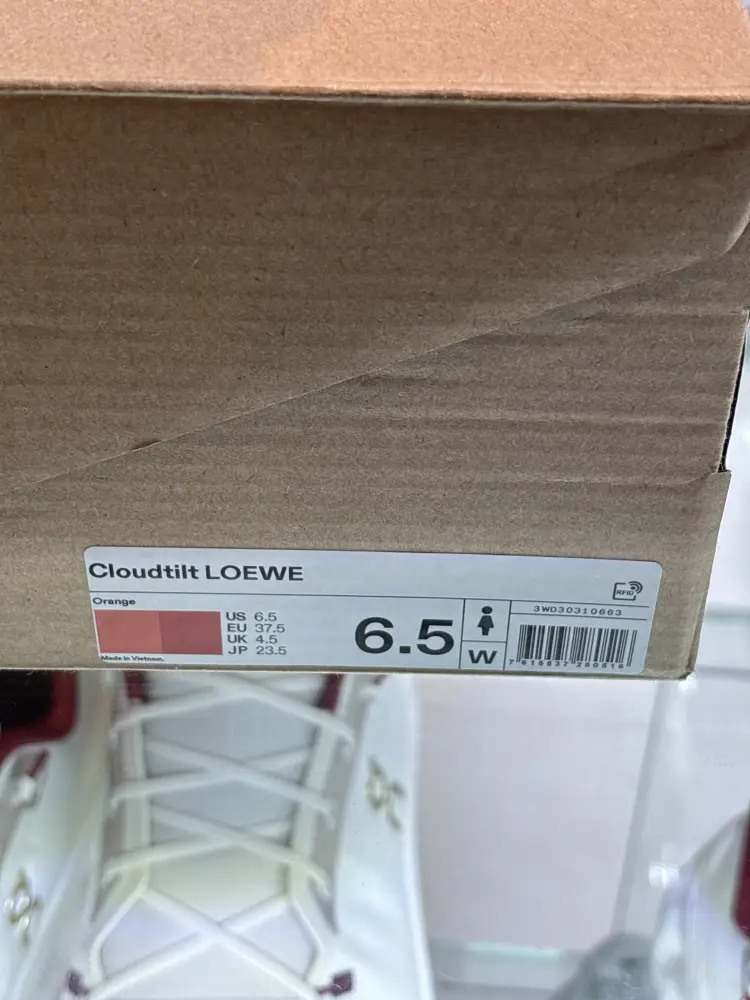 Cloudtilt LOEWE
RFID
Orange
US 6.5
EU 37.5
UK 4.5
JP 23.5
Made in Vietnam.
6.5
W
3WD30310663